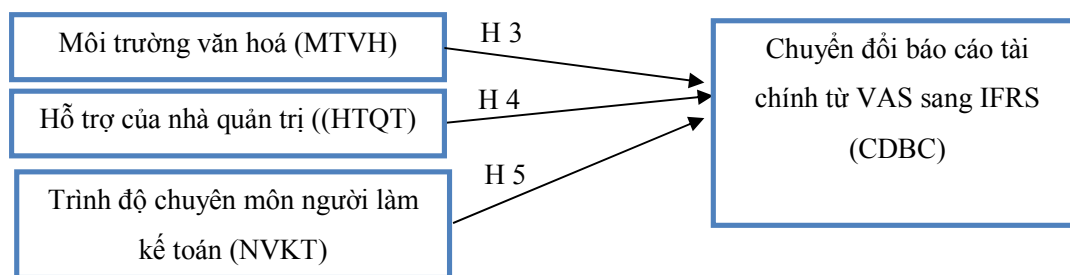 Môi trường văn hoá (MTVH)
H 3
Hỗ trợ của nhà quản trị ((HTQT)
H 4
Trình độ chuyên môn người làm
kế toán (NVKT)
H 5
Chuyển đổi báo cáo tài
chính từ VAS sang IFRS
(CDBC)